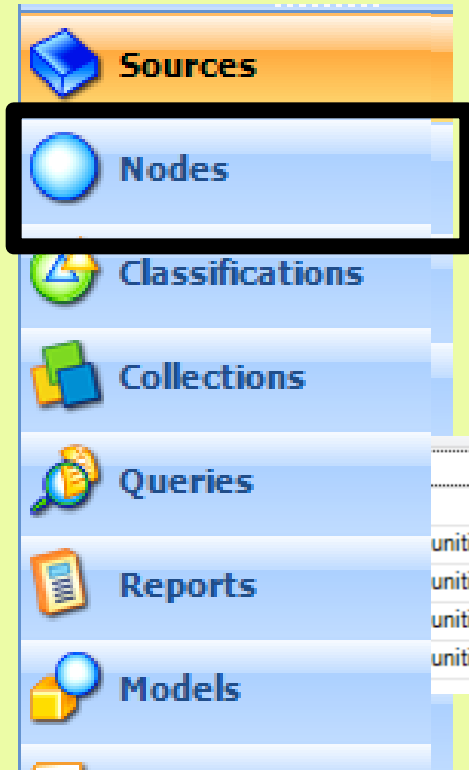 Sources
Nodes
Classifications
Collections
Queries
Reports
Models